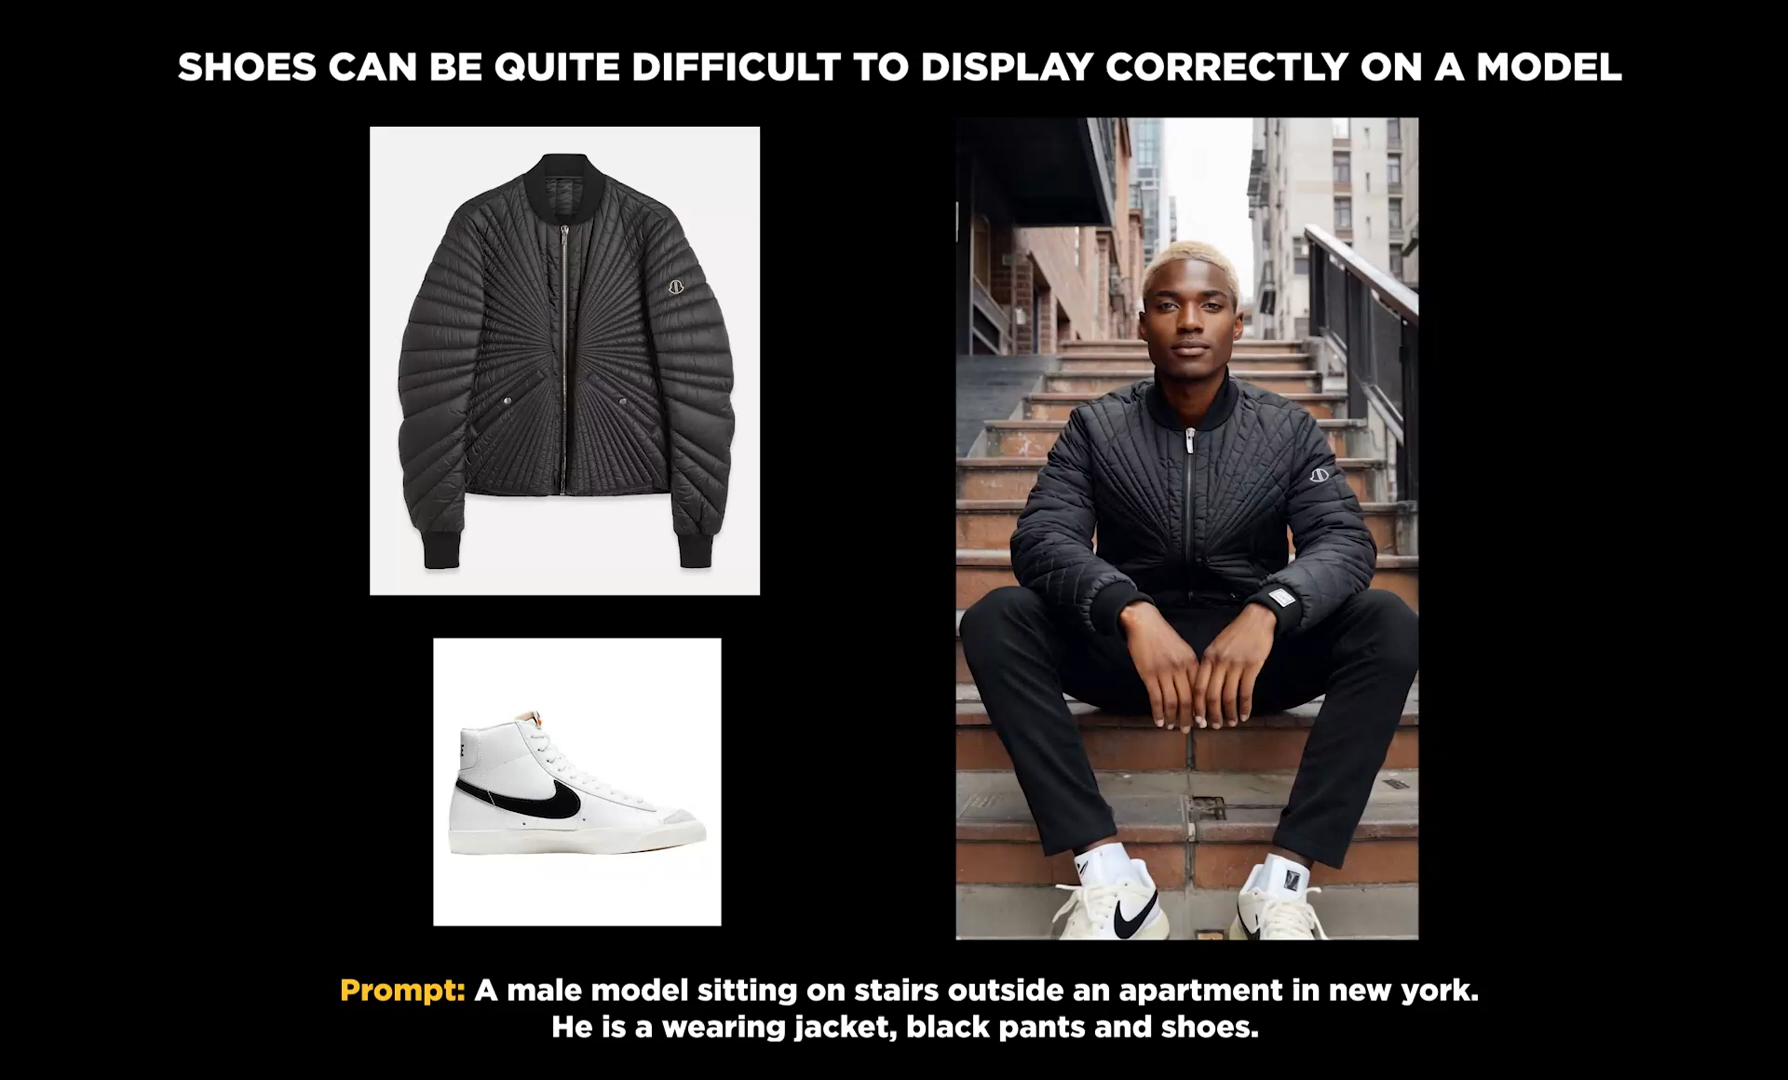 SHOES CAN BE QUITE DIFFICULT TO DISPLAY CORRECTLY ON A MODEL
Prompt: A male model sitting on stairs outside an apartment in new york.
He is a wearing jacket, black pants and shoes.